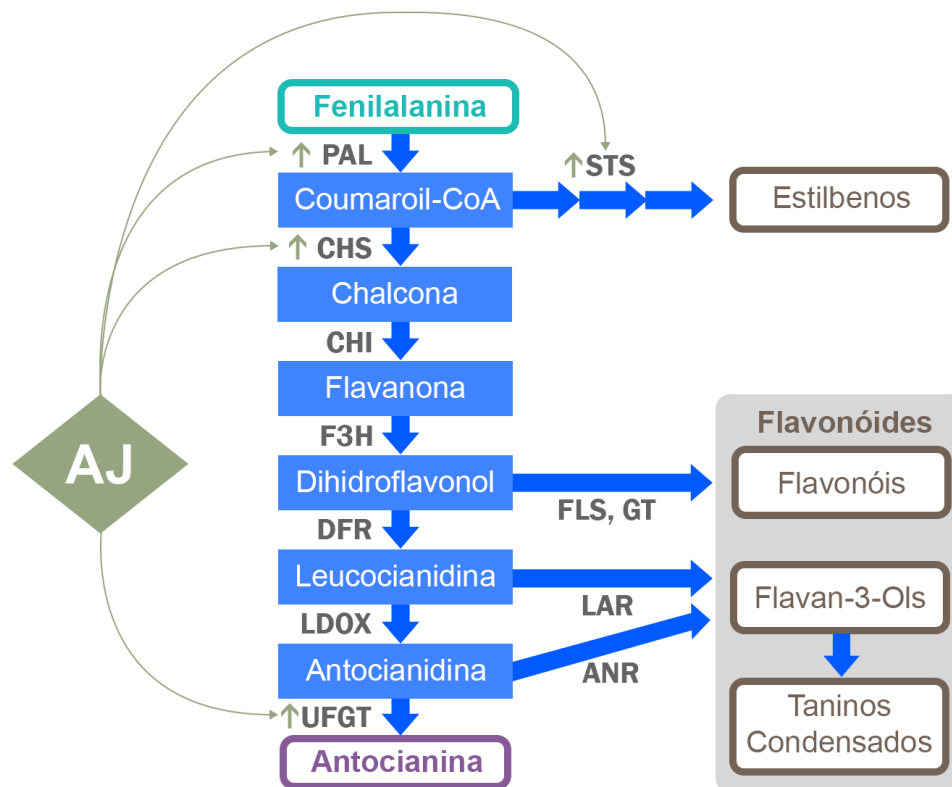 Fenilalanina
↑ PAL
↑ STS
Coumaroil-CoA
Estilbenos
↑ CHS
Chalcona
CHI
Flavanona
F3H
Flavonóides
AJ
Dihidroflavonol
Flavonóis
FLS, GT
DFR
Leucocianidina
Flavan-3-Ols
LAR
LDOX
Antocianidina
ANR
↑ UFGT
Taninos
Condensados
Antocianina